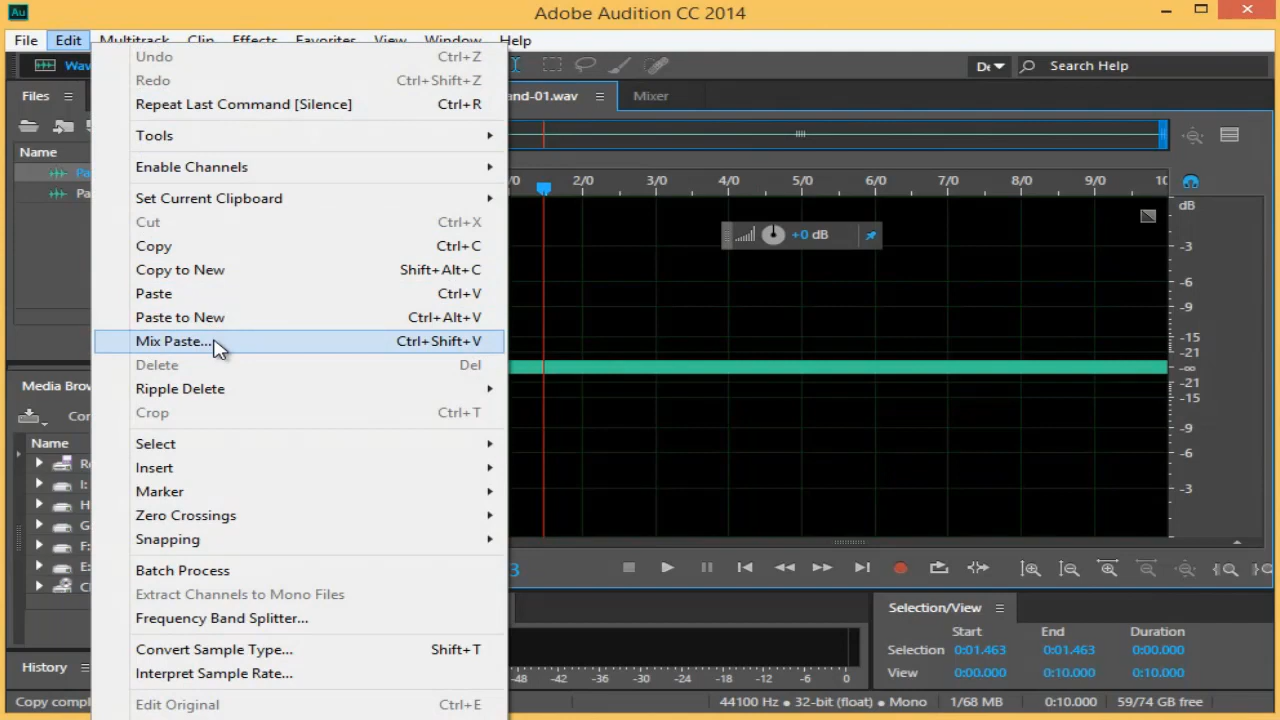 Au
Adobe Audition CC 2014
File Edit Multitrack Clip Effects Favorites View Window Help
Undo Ctrl+Z
Redo Ctrl+Shift+Z
Repeat Last Command [Silence] Ctrl+R
Tools
Enable Channels
Set Current Clipboard
Cut Ctrl+X
Copy Ctrl+C
Copy to New Shift+Alt+C
Paste Ctrl+V
Paste to New Ctrl+Alt+V
Mix Paste... Ctrl+Shift+V
Delete Del
Ripple Delete
Crop Ctrl+T
Select
Insert
Marker
Zero Crossings
Snapping
Batch Process
Extract Channels to Mono Files
Frequency Band Splitter...
Convert Sample Type... Shift+T
Interpret Sample Rate...
Edit Original Ctrl+E
Wav
Files
Name
Pa
Pa
Media Brow
Con
Name
I:
H
G
F:
E:
History
Copy compl
De
Search Help
and-01.wav
Mixer
/0 2/0 3/0 4/0 5/0 6/0 7/0 8/0 9/0 10
+0 dB
dB
-3
-6
-9
-15
-21
-∞
-21
-15
-9
-6
-3
3
-48 -42 -36 -30 -24 -18 -12 -6 0
Selection/View
Start End Duration
Selection 0:01.463 0:01.463 0:00.000
View 0:00.000 0:10.000 0:10.000
44100 Hz ● 32-bit (float) ● Mono 1/68 MB 0:10.000 59/74 GB free